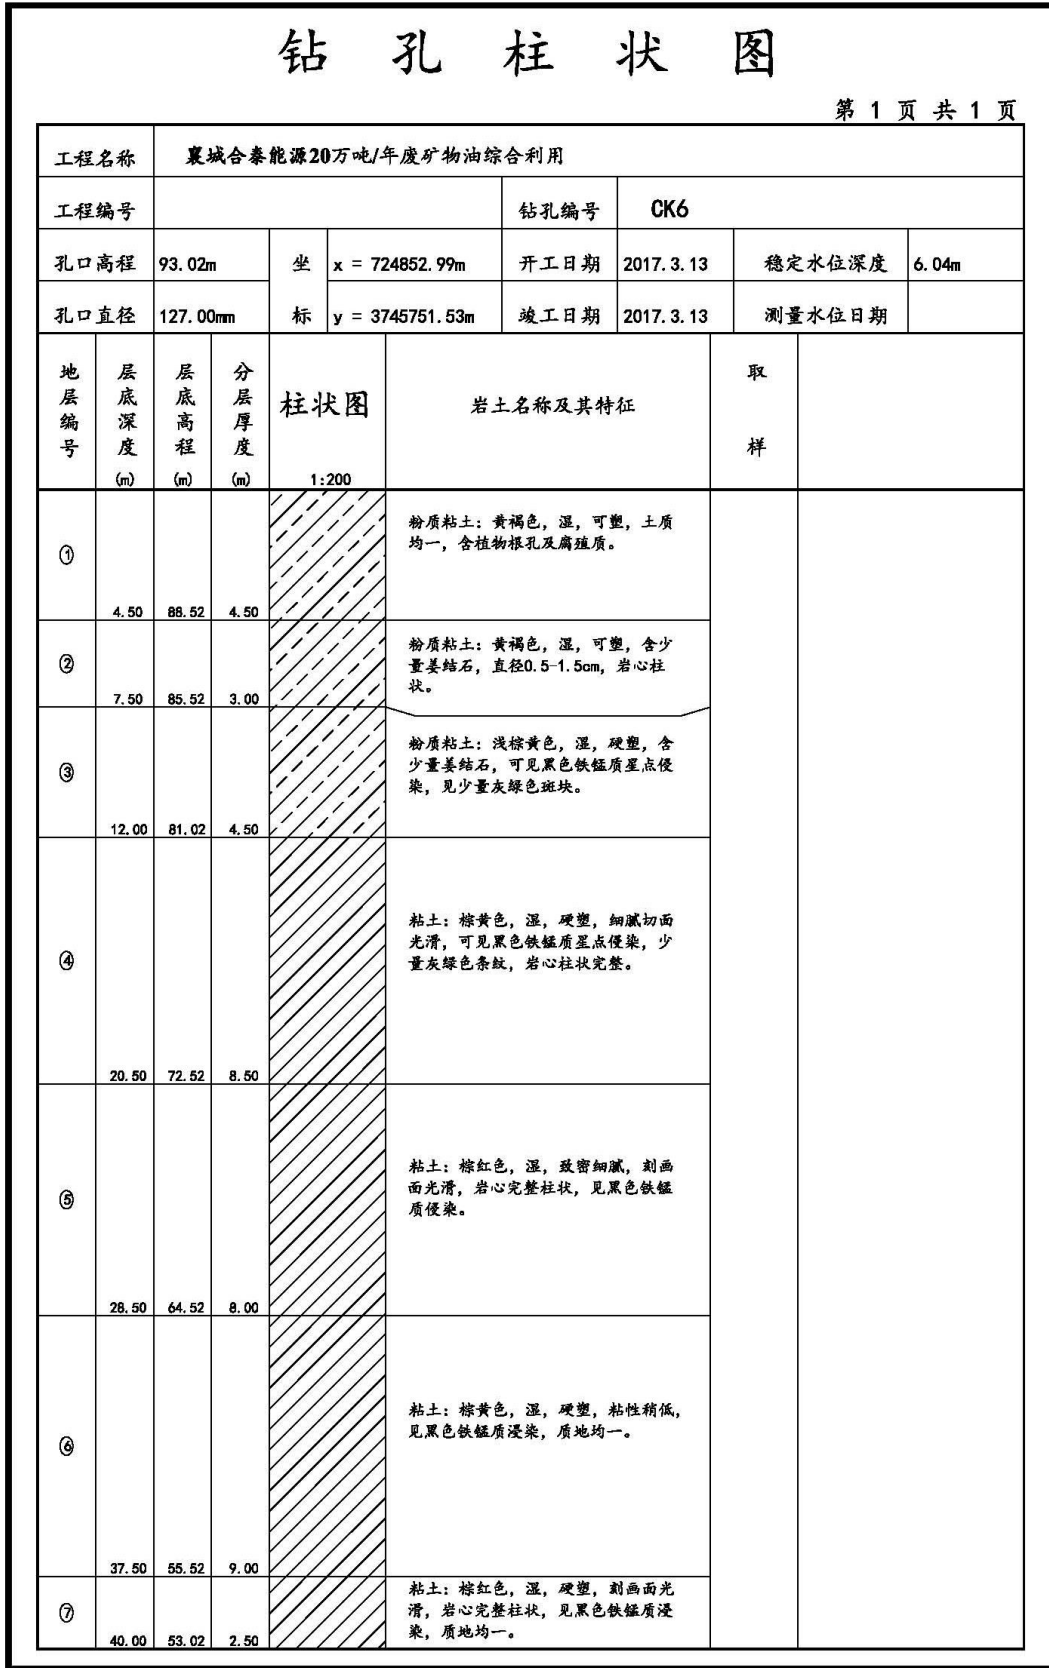 钻孔柱状图
第 1 页 共 1 页
工程名称 襄城合泰能源20万吨/年废矿物油综合利用
工程编号 钻孔编号 CK6
孔口高程 93.02m 坐 x = 724852.99m 开工日期 2017.3.13 稳定水位深度 6.04m
孔口直径 127.00mm 标 y = 3745751.53m 竣工日期 2017.3.13 测量水位日期
地层编号 层底深度 (m) 层底高程 (m) 分层厚度 (m) 柱状图 1:200 岩土名称及其特征 取样
粉质粘土：黄褐色，湿，可塑，土质
均一，含植物根孔及腐殖质。
①
4.50 88.52 4.50
粉质粘土：黄褐色，湿，可塑，含少
② 量姜结石，直径0.5-1.5cm，岩心柱
状。
7.50 85.52 3.00
粉质粘土：浅棕黄色，湿，硬塑，含
③ 少量姜结石，可见黑色铁锰质星点侵
染，见少量灰绿色斑块。
12.00 81.02 4.50
粘土：棕黄色，湿，硬塑，细腻切面
光滑，可见黑色铁锰质星点侵染，少
④ 量灰绿色条纹，岩心柱状完整。
20.50 72.52 8.50
粘土：棕红色，湿，致密细腻，刻画
⑤ 面光滑，岩心完整柱状，见黑色铁锰
质侵染。
28.50 64.52 8.00
粘土：棕黄色，湿，硬塑，粘性稍低，
见黑色铁锰质浸染，质地均一。
⑥
37.50 55.52 9.00
粘土：棕红色，湿，硬塑，刻画面光
⑦ 滑，岩心完整柱状，见黑色铁锰质浸
染，质地均一。
40.00 53.02 2.50